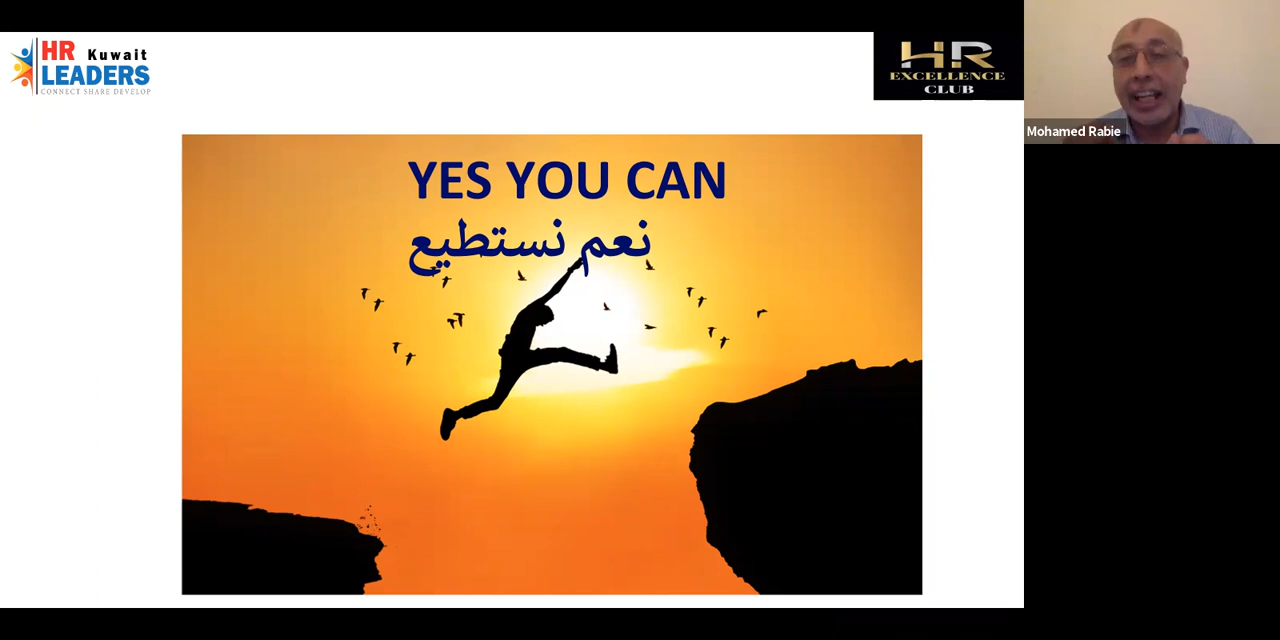 HR Kuwait
LEADERS
CONNECT SHARE DEVELOP
HR
EXCELLENCE
CLUB
Mohamed Rabie
YES YOU CAN
نعم نستطيع